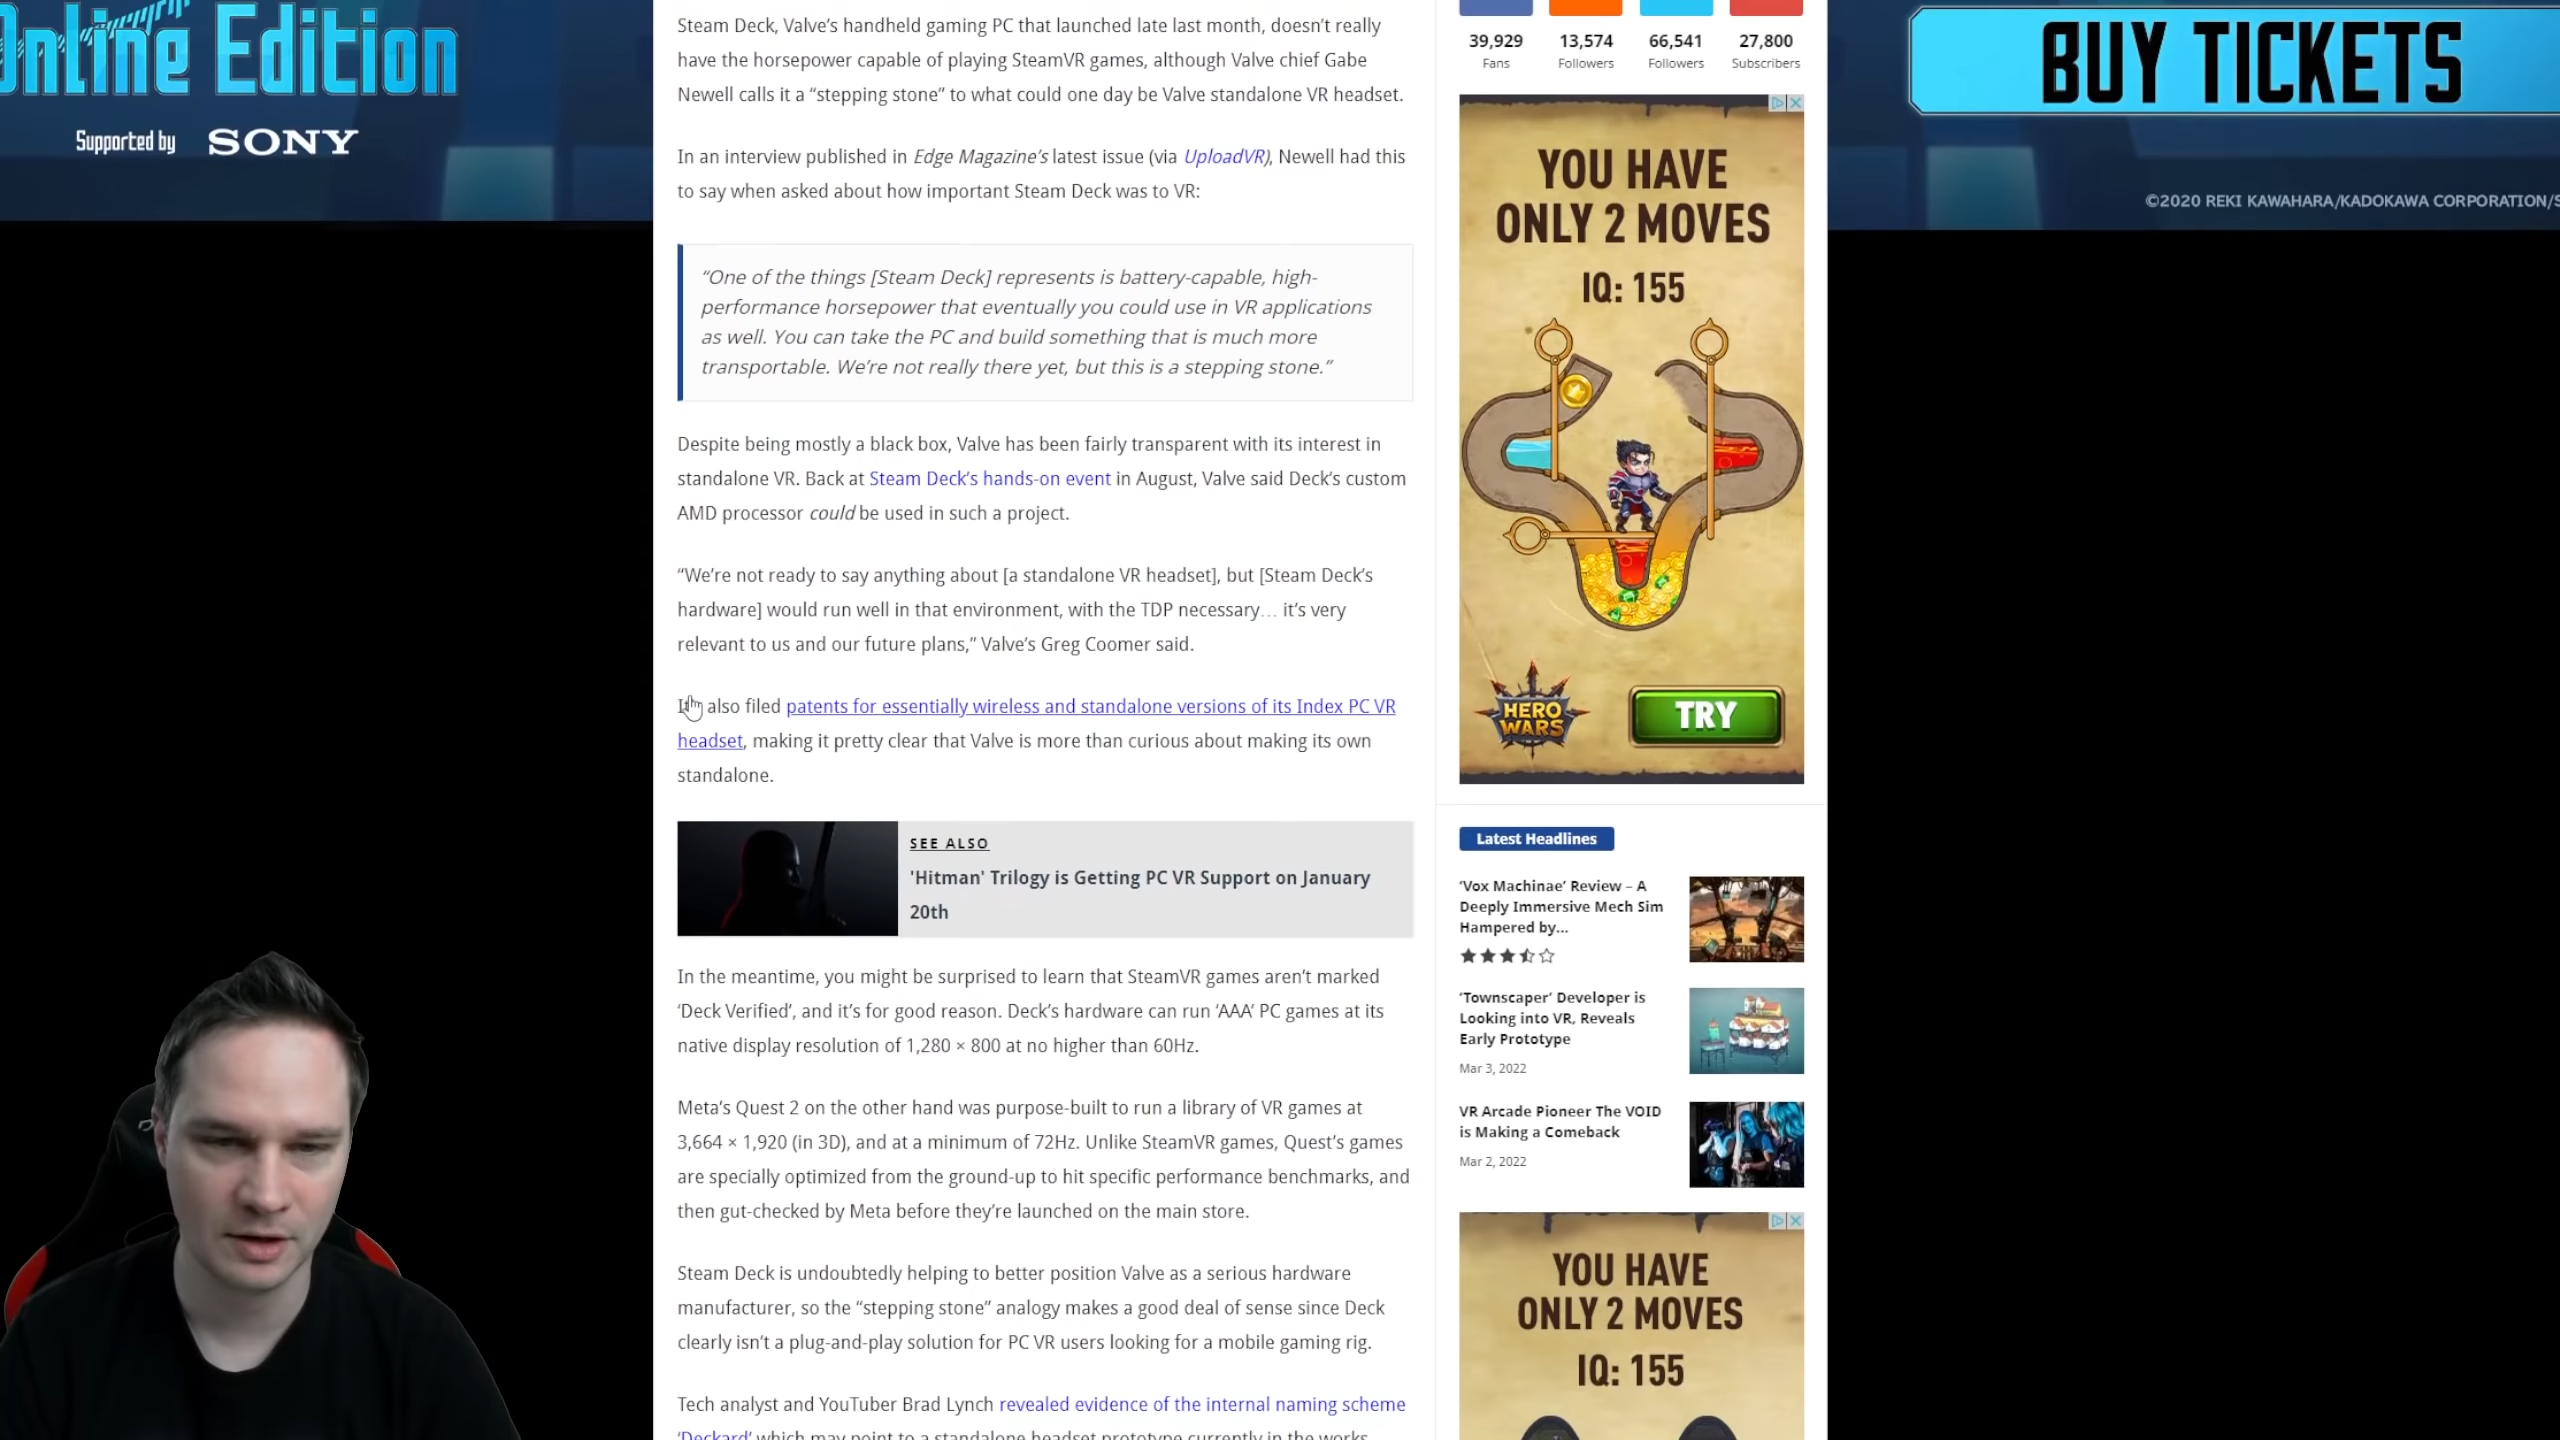 Online Edition
Supported by SONY
Steam Deck, Valve’s handheld gaming PC that launched late last month, doesn’t really
have the horsepower capable of playing SteamVR games, although Valve chief Gabe
Newell calls it a “stepping stone” to what could one day be Valve standalone VR headset.
In an interview published in Edge Magazine’s latest issue (via UploadVR), Newell had this
to say when asked about how important Steam Deck was to VR:
“One of the things [Steam Deck] represents is battery-capable, high-
performance horsepower that eventually you could use in VR applications
as well. You can take the PC and build something that is much more
transportable. We’re not really there yet, but this is a stepping stone.”
Despite being mostly a black box, Valve has been fairly transparent with its interest in
standalone VR. Back at Steam Deck’s hands-on event in August, Valve said Deck’s custom
AMD processor could be used in such a project.
“We’re not ready to say anything about [a standalone VR headset], but [Steam Deck’s
hardware] would run well in that environment, with the TDP necessary… it’s very
relevant to us and our future plans,” Valve’s Greg Coomer said.
also filed patents for essentially wireless and standalone versions of its Index PC VR
headset, making it pretty clear that Valve is more than curious about making its own
standalone.
SEE ALSO
'Hitman' Trilogy is Getting PC VR Support on January
20th
In the meantime, you might be surprised to learn that SteamVR games aren’t marked
‘Deck Verified’, and it’s for good reason. Deck’s hardware can run ‘AAA’ PC games at its
native display resolution of 1,280 × 800 at no higher than 60Hz.
Meta’s Quest 2 on the other hand was purpose-built to run a library of VR games at
3,664 × 1,920 (in 3D), and at a minimum of 72Hz. Unlike SteamVR games, Quest’s games
are specially optimized from the ground-up to hit specific performance benchmarks, and
then gut-checked by Meta before they’re launched on the main store.
Steam Deck is undoubtedly helping to better position Valve as a serious hardware
manufacturer, so the “stepping stone” analogy makes a good deal of sense since Deck
clearly isn’t a plug-and-play solution for PC VR users looking for a mobile gaming rig.
Tech analyst and YouTuber Brad Lynch revealed evidence of the internal naming scheme
‘Deckard’ which may point to a standalone headset prototype currently in the works.
39,929 13,574 66,541 27,800
Fans Followers Followers Subscribers
YOU HAVE
ONLY 2 MOVES
IQ: 155
HERO
WARS
TRY
Latest Headlines
‘Vox Machinae’ Review – A
Deeply Immersive Mech Sim
Hampered by...
‘Townscaper’ Developer is
Looking into VR, Reveals
Early Prototype
Mar 3, 2022
VR Arcade Pioneer The VOID
is Making a Comeback
Mar 2, 2022
YOU HAVE
ONLY 2 MOVES
IQ: 155
BUY TICKETS
©2020 REKI KAWAHARA/KADOKAWA CORPORATION/S